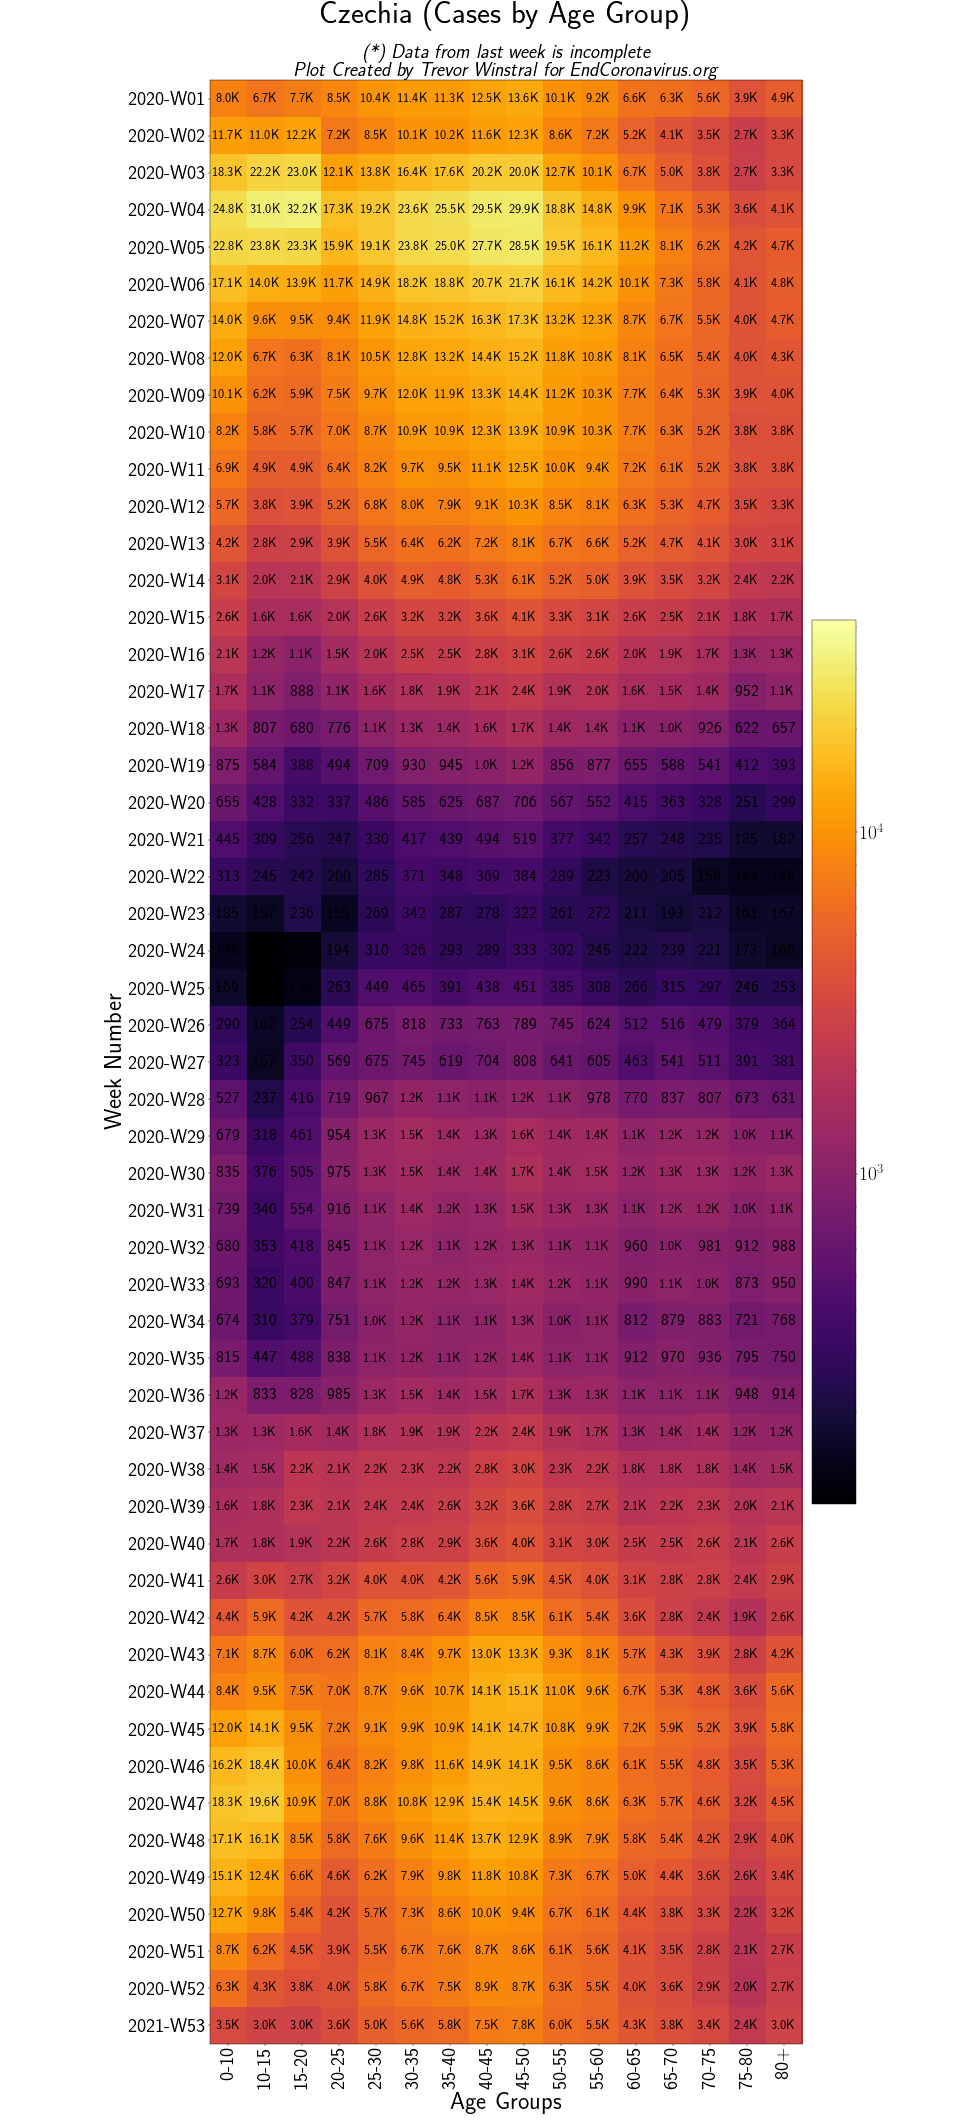 Czechia (Cases by Age Group)
(*) Data from last week is incomplete
Plot Created by Trevor Winstral for EndCoronavirus.org
2020-W01 8.0K 6.7K 7.7K 8.5K 10.4K 11.4K 11.3K 12.5K 13.6K 10.1K 9.2K 6.6K 6.3K 5.6K 3.9K 4.9K
2020-W02 11.7K 11.0K 12.2K 7.2K 8.5K 10.1K 10.2K 11.6K 12.3K 8.6K 7.2K 5.2K 4.1K 3.5K 2.7K 3.3K
2020-W03 18.3K 22.2K 23.0K 12.1K 13.8K 16.4K 17.6K 20.2K 20.0K 12.7K 10.1K 6.7K 5.0K 3.8K 2.7K 3.3K
2020-W04 24.8K 31.0K 32.2K 17.3K 19.2K 23.6K 25.5K 29.5K 29.9K 18.8K 14.8K 9.9K 7.1K 5.3K 3.6K 4.1K
2020-W05 22.8K 23.8K 23.3K 15.9K 19.1K 23.8K 25.0K 27.7K 28.5K 19.5K 16.1K 11.2K 8.1K 6.2K 4.2K 4.7K
2020-W06 17.1K 14.0K 13.9K 11.7K 14.9K 18.2K 18.8K 20.7K 21.7K 16.1K 14.2K 10.1K 7.3K 5.8K 4.1K 4.8K
2020-W07 14.0K 9.6K 9.5K 9.4K 11.9K 14.8K 15.2K 16.3K 17.3K 13.2K 12.3K 8.7K 6.7K 5.5K 4.0K 4.7K
2020-W08 12.0K 6.7K 6.3K 8.1K 10.5K 12.8K 13.2K 14.4K 15.2K 11.8K 10.8K 8.1K 6.5K 5.4K 4.0K 4.3K
2020-W09 10.1K 6.2K 5.9K 7.5K 9.7K 12.0K 11.9K 13.3K 14.4K 11.2K 10.3K 7.7K 6.4K 5.3K 3.9K 4.0K
2020-W10 8.2K 5.8K 5.7K 7.0K 8.7K 10.9K 10.9K 12.3K 13.9K 10.9K 10.3K 7.7K 6.3K 5.2K 3.8K 3.8K
2020-W11 6.9K 4.9K 4.9K 6.4K 8.2K 9.7K 9.5K 11.1K 12.5K 10.0K 9.4K 7.2K 6.1K 5.2K 3.8K 3.8K
2020-W12 5.7K 3.8K 3.9K 5.2K 6.8K 8.0K 7.9K 9.1K 10.3K 8.5K 8.1K 6.3K 5.3K 4.7K 3.5K 3.3K
2020-W13 4.2K 2.8K 2.9K 3.9K 5.5K 6.4K 6.2K 7.2K 8.1K 6.7K 6.6K 5.2K 4.7K 4.1K 3.0K 3.1K
2020-W14 3.1K 2.0K 2.1K 2.9K 4.0K 4.9K 4.8K 5.3K 6.1K 5.2K 5.0K 3.9K 3.5K 3.2K 2.4K 2.2K
2020-W15 2.6K 1.6K 1.6K 2.0K 2.6K 3.2K 3.2K 3.6K 4.1K 3.3K 3.1K 2.6K 2.5K 2.1K 1.8K 1.7K
2020-W16 2.1K 1.2K 1.1K 1.5K 2.0K 2.5K 2.5K 2.8K 3.1K 2.6K 2.6K 2.0K 1.9K 1.7K 1.3K 1.3K
2020-W17 1.7K 1.1K 888 1.1K 1.6K 1.8K 1.9K 2.1K 2.4K 1.9K 2.0K 1.6K 1.5K 1.4K 952 1.1K
2020-W18 1.3K 807 680 776 1.1K 1.3K 1.4K 1.6K 1.7K 1.4K 1.4K 1.1K 1.0K 926 622 657
2020-W19 875 584 388 494 709 930 945 1.0K 1.2K 856 877 655 588 541 412 393
2020-W20 655 428 332 337 486 585 625 687 706 567 552 415 363 328 251 299
2020-W21 445 309 256 247 330 417 439 494 519 377 342 257 248 235 185 182
2020-W22 313 245 242 200 285 371 348 369 384 289 223 200 205 158 144 145
2020-W23 185 157 236 155 269 342 287 278 322 261 272 211 193 212 161 167
2020-W24 146 194 310 326 293 289 333 302 245 222 239 221 173 160
2020-W25 169 263 449 465 391 438 451 385 308 266 315 297 246 253
2020-W26 290 162 254 449 675 818 733 763 789 745 624 512 516 479 379 364
2020-W27 323 157 350 569 675 745 619 704 808 641 605 463 541 511 391 381
2020-W28 527 237 416 719 967 1.2K 1.1K 1.1K 1.2K 1.1K 978 770 837 807 673 631
2020-W29 679 318 461 954 1.3K 1.5K 1.4K 1.3K 1.6K 1.4K 1.4K 1.1K 1.2K 1.2K 1.0K 1.1K
2020-W30 835 376 505 975 1.3K 1.5K 1.4K 1.4K 1.7K 1.4K 1.5K 1.2K 1.3K 1.3K 1.2K 1.3K
2020-W31 739 340 554 916 1.1K 1.4K 1.2K 1.3K 1.5K 1.3K 1.3K 1.1K 1.2K 1.2K 1.0K 1.1K
2020-W32 680 353 418 845 1.1K 1.2K 1.1K 1.2K 1.3K 1.1K 1.1K 960 1.0K 981 912 988
2020-W33 693 320 400 847 1.1K 1.2K 1.2K 1.3K 1.4K 1.2K 1.1K 990 1.1K 1.0K 873 950
2020-W34 674 310 379 751 1.0K 1.2K 1.1K 1.1K 1.3K 1.0K 1.1K 812 879 883 721 768
2020-W35 815 447 488 838 1.1K 1.2K 1.1K 1.2K 1.4K 1.1K 1.1K 912 970 936 795 750
2020-W36 1.2K 833 828 985 1.3K 1.5K 1.4K 1.5K 1.7K 1.3K 1.3K 1.1K 1.1K 1.1K 948 914
2020-W37 1.3K 1.3K 1.6K 1.4K 1.8K 1.9K 1.9K 2.2K 2.4K 1.9K 1.7K 1.3K 1.4K 1.4K 1.2K 1.2K
2020-W38 1.4K 1.5K 2.2K 2.1K 2.2K 2.3K 2.2K 2.8K 3.0K 2.3K 2.2K 1.8K 1.8K 1.8K 1.4K 1.5K
2020-W39 1.6K 1.8K 2.3K 2.1K 2.4K 2.4K 2.6K 3.2K 3.6K 2.8K 2.7K 2.1K 2.2K 2.3K 2.0K 2.1K
2020-W40 1.7K 1.8K 1.9K 2.2K 2.6K 2.8K 2.9K 3.6K 4.0K 3.1K 3.0K 2.5K 2.5K 2.6K 2.1K 2.6K
2020-W41 2.6K 3.0K 2.7K 3.2K 4.0K 4.0K 4.2K 5.6K 5.9K 4.5K 4.0K 3.1K 2.8K 2.8K 2.4K 2.9K
2020-W42 4.4K 5.9K 4.2K 4.2K 5.7K 5.8K 6.4K 8.5K 8.5K 6.1K 5.4K 3.6K 2.8K 2.4K 1.9K 2.6K
2020-W43 7.1K 8.7K 6.0K 6.2K 8.1K 8.4K 9.7K 13.0K 13.3K 9.3K 8.1K 5.7K 4.3K 3.9K 2.8K 4.2K
2020-W44 8.4K 9.5K 7.5K 7.0K 8.7K 9.6K 10.7K 14.1K 15.1K 11.0K 9.6K 6.7K 5.3K 4.8K 3.6K 5.6K
2020-W45 12.0K 14.1K 9.5K 7.2K 9.1K 9.9K 10.9K 14.1K 14.7K 10.8K 9.9K 7.2K 5.9K 5.2K 3.9K 5.8K
2020-W46 16.2K 18.4K 10.0K 6.4K 8.2K 9.8K 11.6K 14.9K 14.1K 9.5K 8.6K 6.1K 5.5K 4.8K 3.5K 5.3K
2020-W47 18.3K 19.6K 10.9K 7.0K 8.8K 10.8K 12.9K 15.4K 14.5K 9.6K 8.6K 6.3K 5.7K 4.6K 3.2K 4.5K
2020-W48 17.1K 16.1K 8.5K 5.8K 7.6K 9.6K 11.4K 13.7K 12.9K 8.9K 7.9K 5.8K 5.4K 4.2K 2.9K 4.0K
2020-W49 15.1K 12.4K 6.6K 4.6K 6.2K 7.9K 9.8K 11.8K 10.8K 7.3K 6.7K 5.0K 4.4K 3.6K 2.6K 3.4K
2020-W50 12.7K 9.8K 5.4K 4.2K 5.7K 7.3K 8.6K 10.0K 9.4K 6.7K 6.1K 4.4K 3.8K 3.3K 2.2K 3.2K
2020-W51 8.7K 6.2K 4.5K 3.9K 5.5K 6.7K 7.6K 8.7K 8.6K 6.1K 5.6K 4.1K 3.5K 2.8K 2.1K 2.7K
2020-W52 6.3K 4.3K 3.8K 4.0K 5.8K 6.7K 7.5K 8.9K 8.7K 6.3K 5.5K 4.0K 3.6K 2.9K 2.0K 2.7K
2021-W53 3.5K 3.0K 3.0K 3.6K 5.0K 5.6K 5.8K 7.5K 7.8K 6.0K 5.5K 4.3K 3.8K 3.4K 2.4K 3.0K
0-10 10-15 15-20 20-25 25-30 30-35 35-40 40-45 45-50 50-55 55-60 60-65 65-70 70-75 75-80 80+
Age Groups
Week Number
10⁴
10³